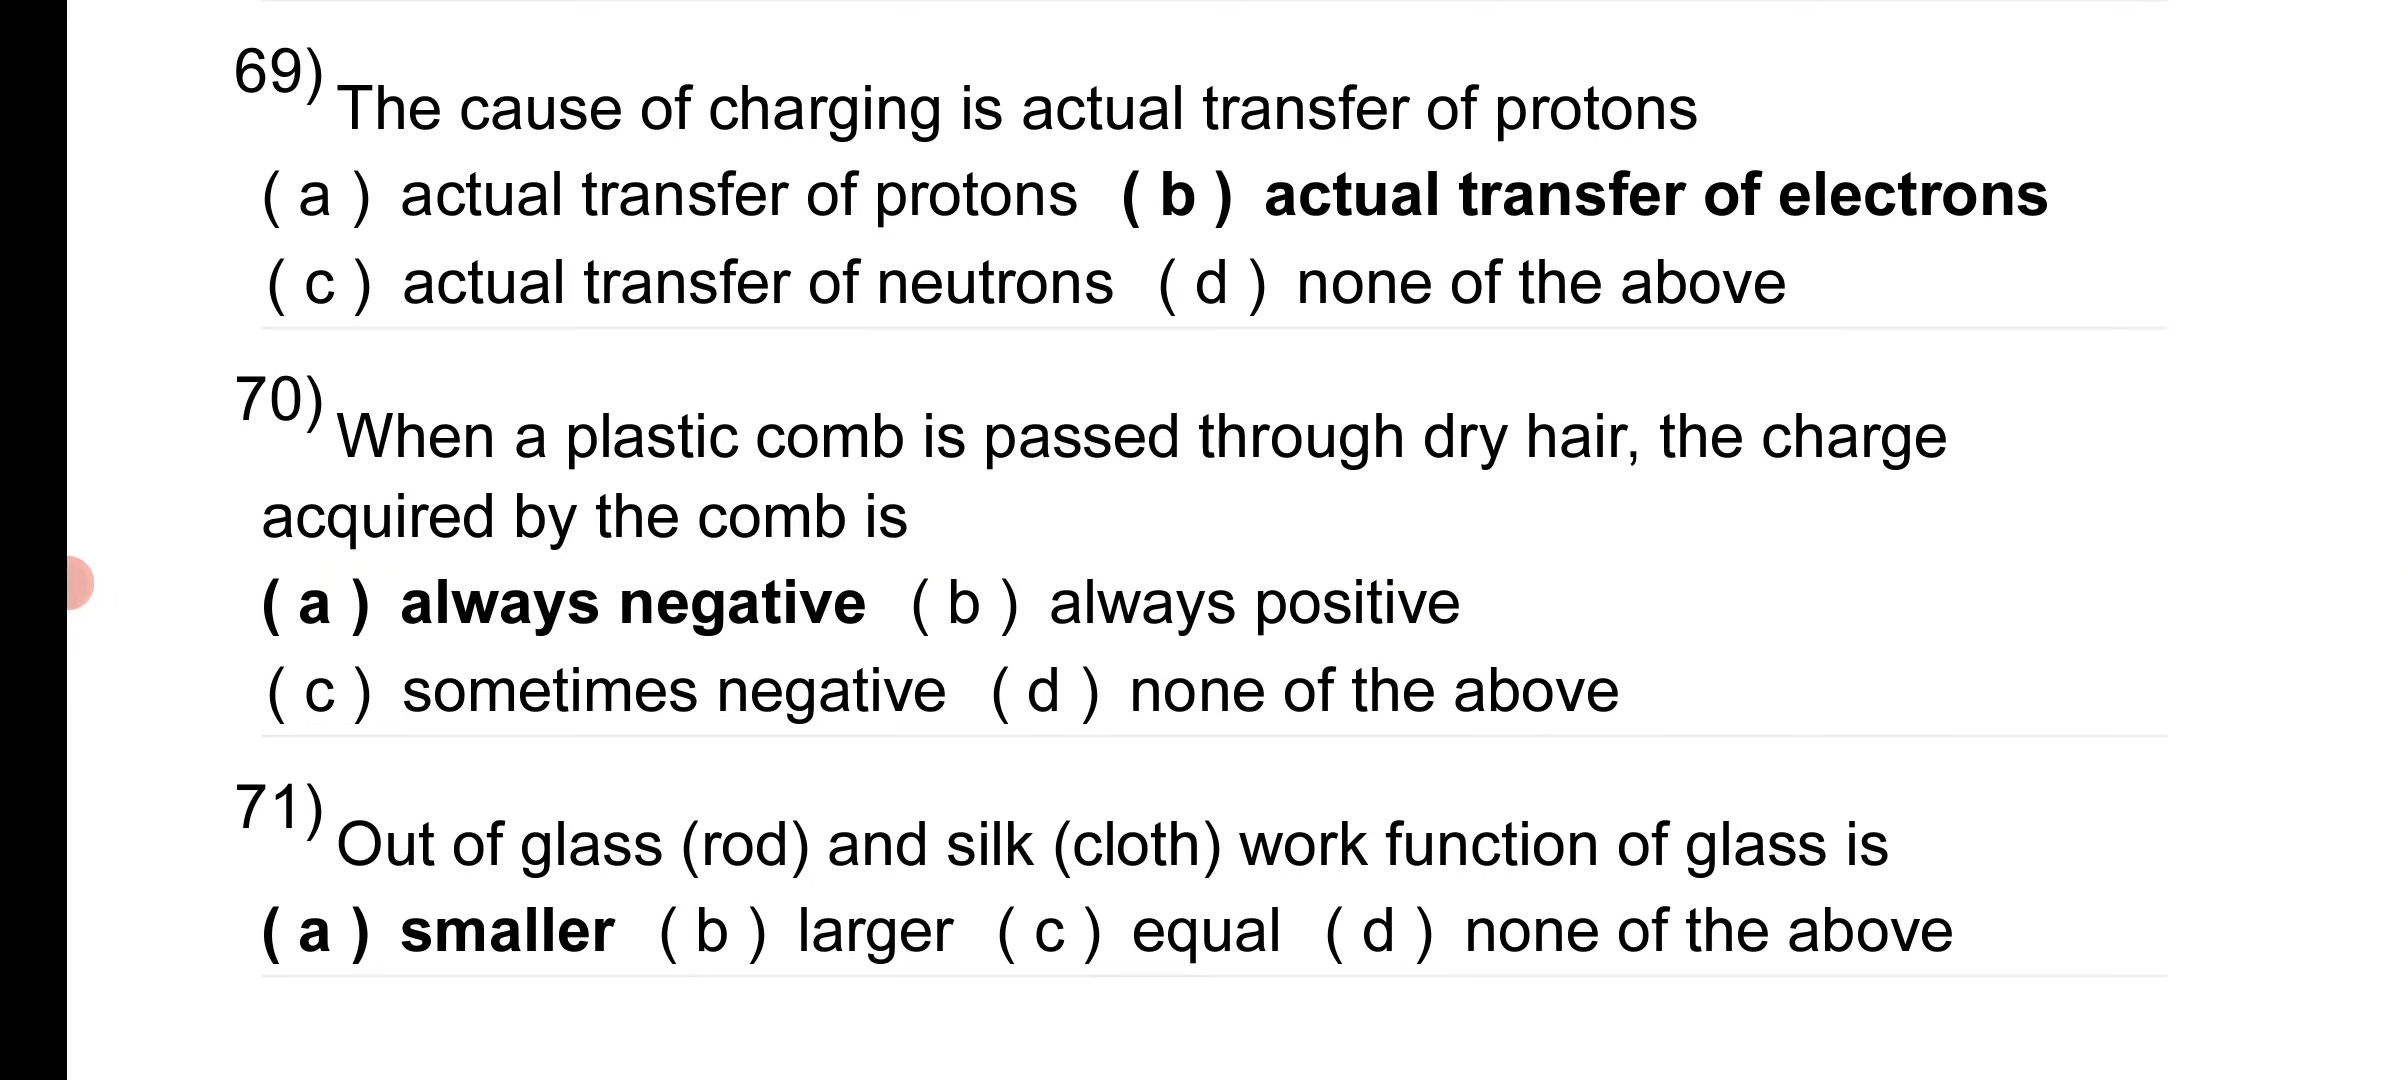 69) The cause of charging is actual transfer of protons
( a ) actual transfer of protons ( b ) actual transfer of electrons
( c ) actual transfer of neutrons ( d ) none of the above
70) When a plastic comb is passed through dry hair, the charge
acquired by the comb is
( a ) always negative ( b ) always positive
( c ) sometimes negative ( d ) none of the above
71) Out of glass (rod) and silk (cloth) work function of glass is
( a ) smaller ( b ) larger ( c ) equal ( d ) none of the above